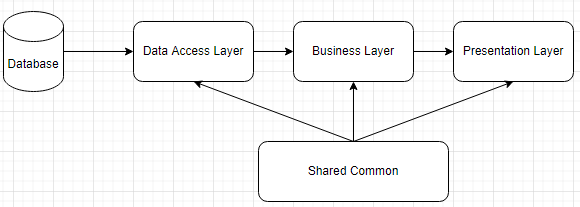 Database
Data Access Layer
Business Layer
Presentation Layer
Shared Common